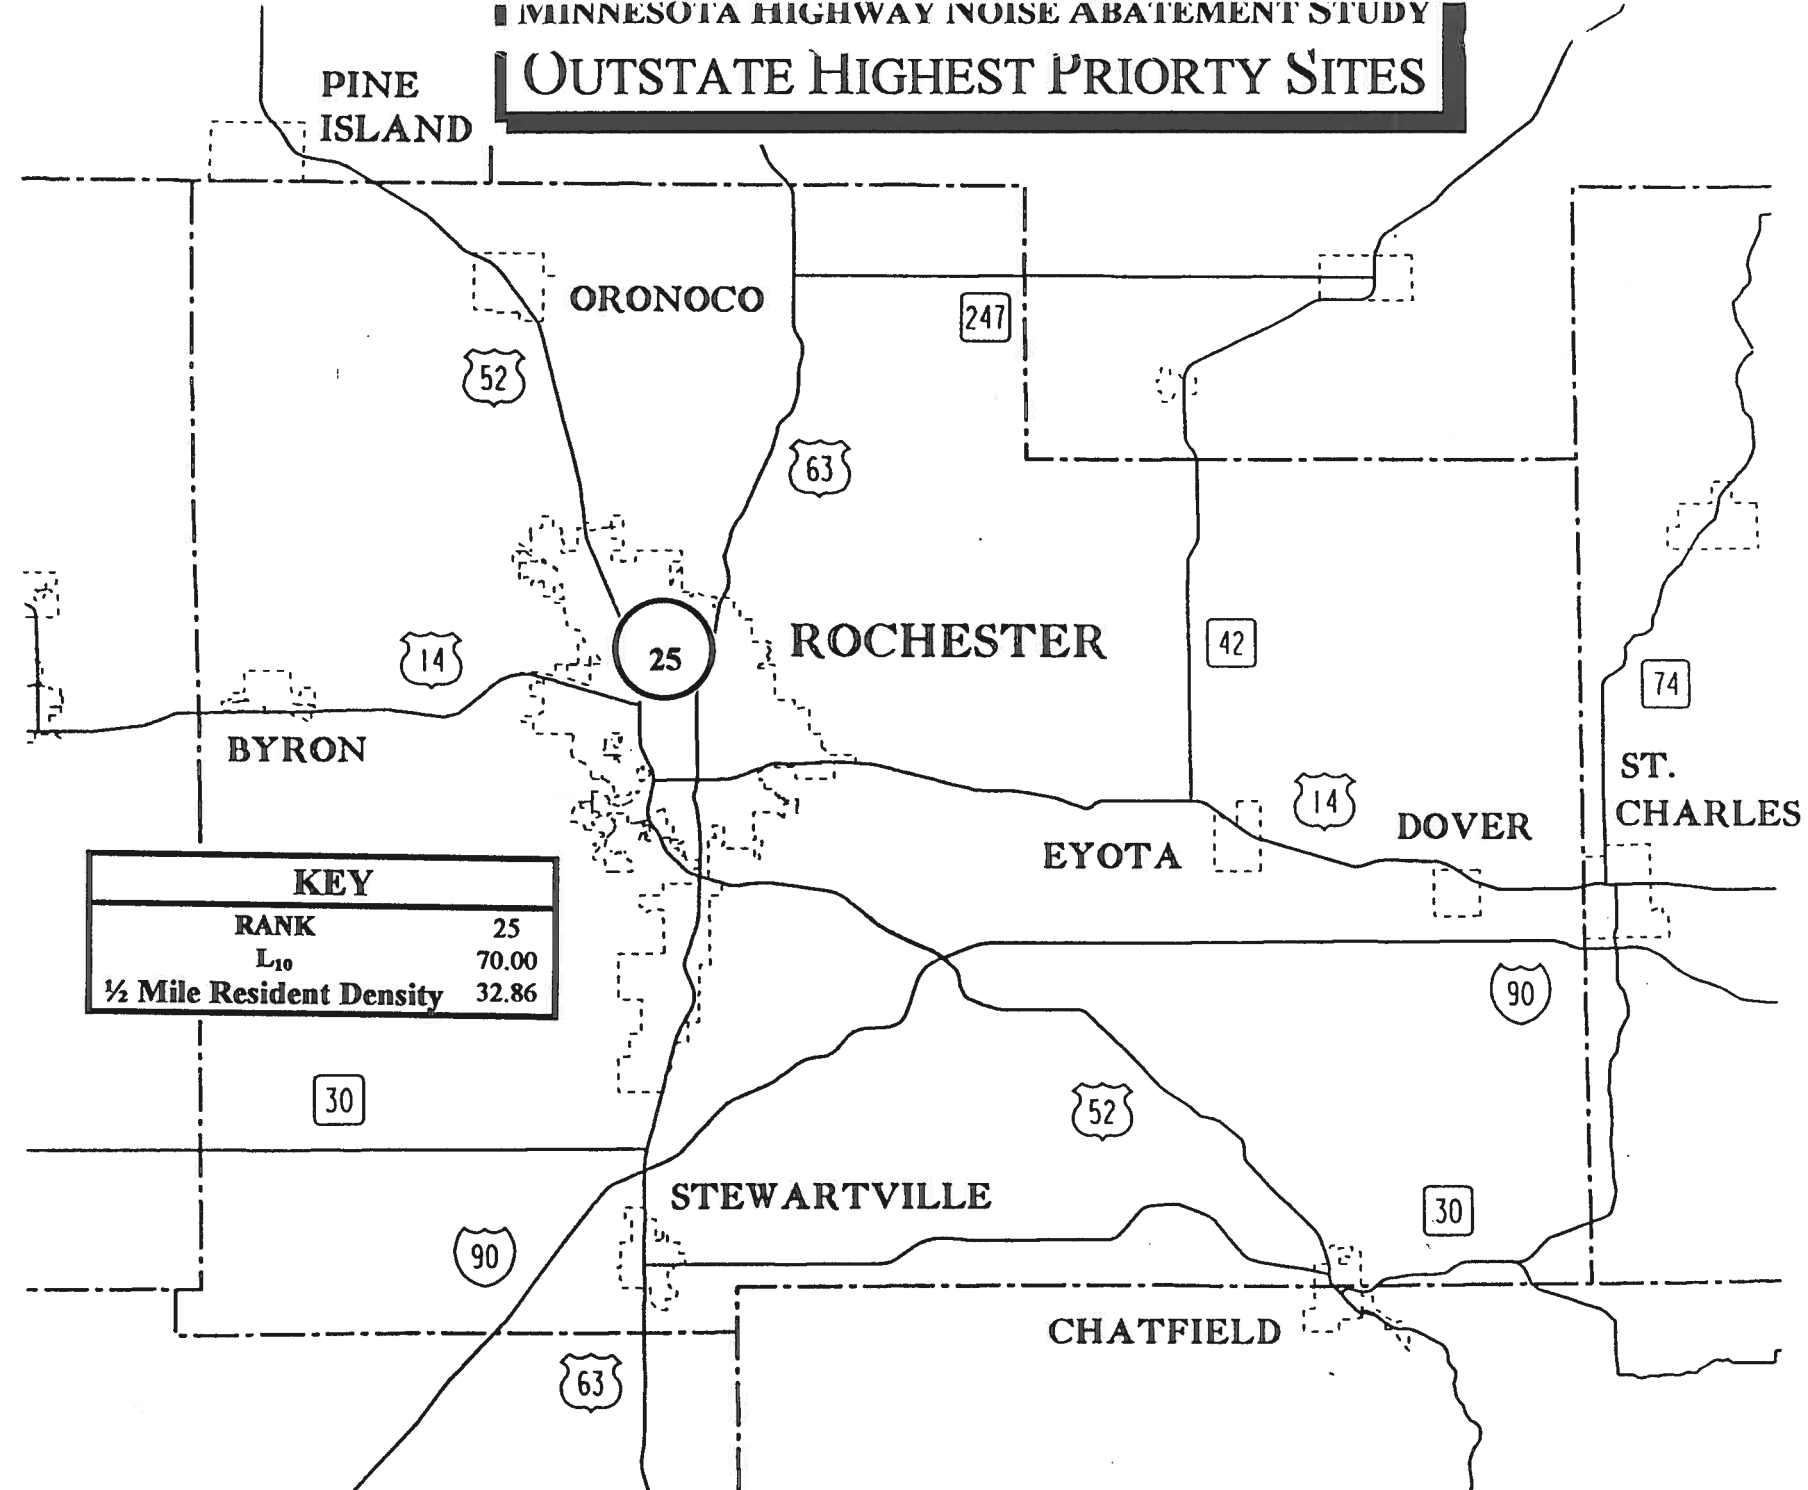 MINNESOTA HIGHWAY NOISE ABATEMENT STUDY
OUTSTATE HIGHEST PRIORTY SITES
PINE
ISLAND
ORONOCO
247
52
63
25
ROCHESTER
42
14
74
BYRON
ST.
CHARLES
14
DOVER
EYOTA
KEY
RANK 25
L₁₀ 70.00
½ Mile Resident Density 32.86
90
30
52
STEWARTVILLE
30
90
CHATFIELD
63